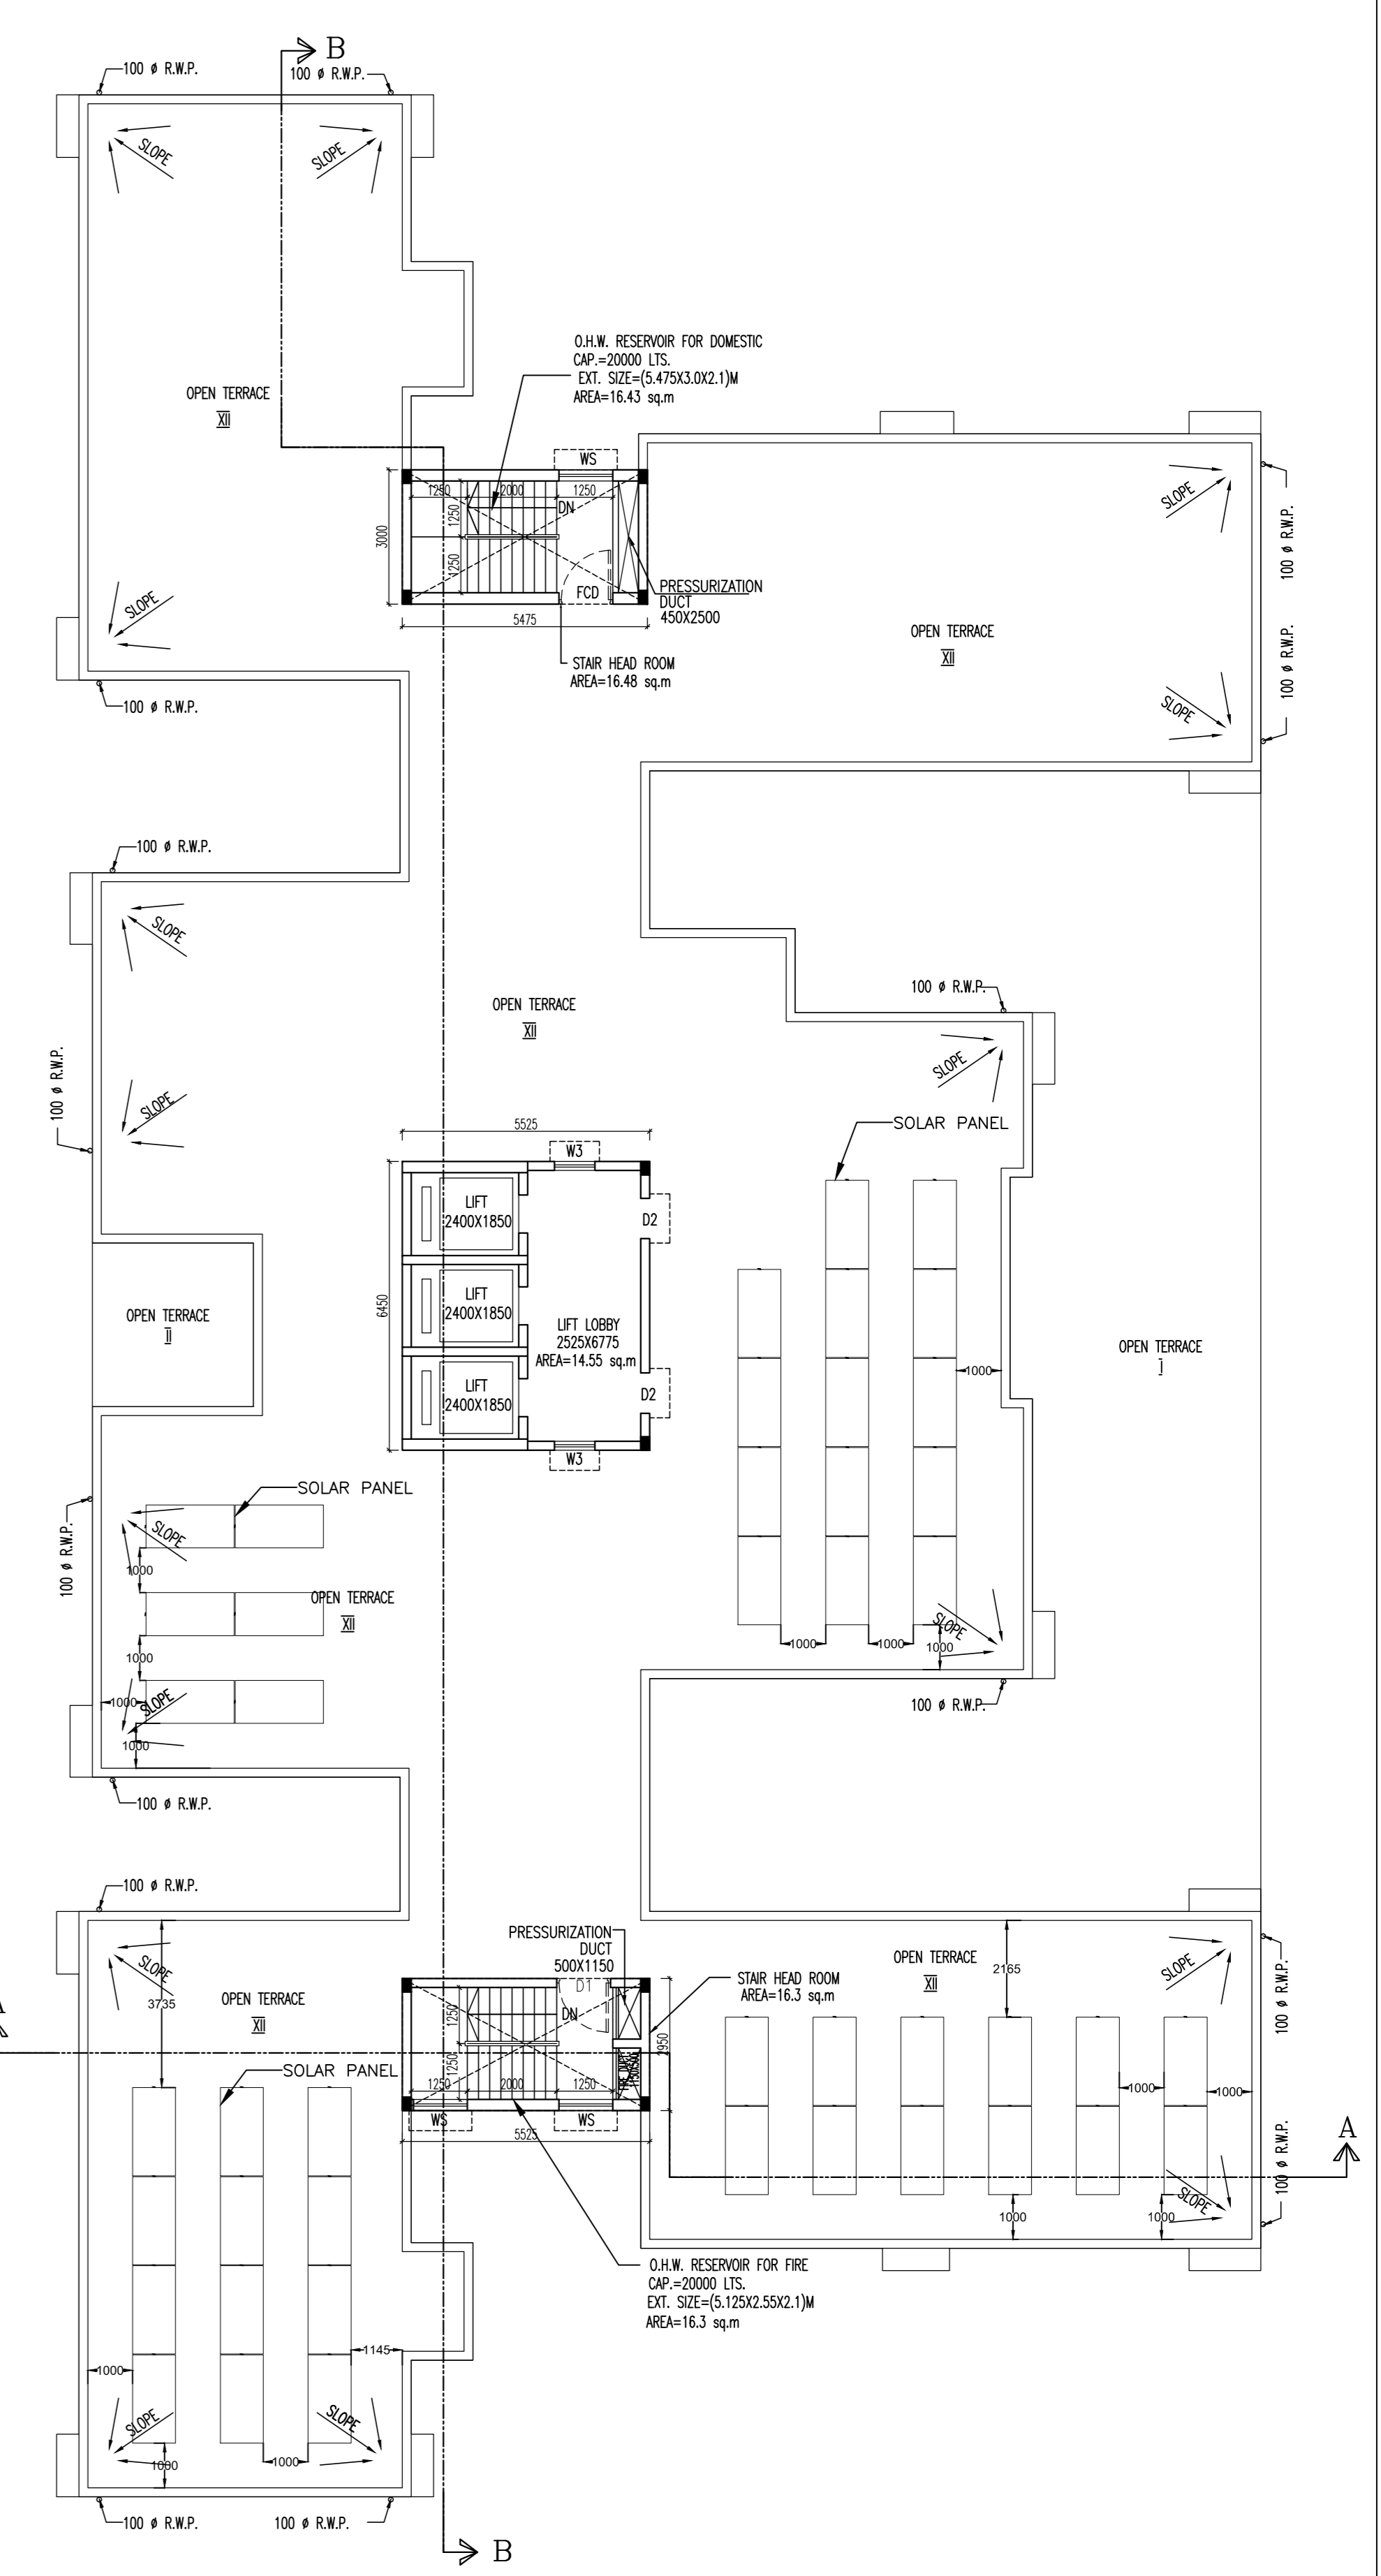 B
100 ø R.W.P.
100 ø R.W.P.
SLOPE
SLOPE
O.H.W. RESERVOIR FOR DOMESTIC
CAP.=20000 LTS.
EXT. SIZE=(5.475X3.0X2.1)M
AREA=16.43 sq.m
OPEN TERRACE
XII
WS
1250
2000
1250
DN
1250
3000
1250
FCD
PRESSURIZATION
DUCT
450X2500
5475
STAIR HEAD ROOM
AREA=16.48 sq.m
SLOPE
100 ø R.W.P.
SLOPE
100 ø R.W.P.
OPEN TERRACE
XII
100 ø R.W.P.
SLOPE
100 ø R.W.P.
SLOPE
OPEN TERRACE
XII
100 ø R.W.P.
SLOPE
100 ø R.W.P.
SLOPE
5525
SOLAR PANEL
W3
LIFT
2400X1850
D2
LIFT
2400X1850
6450
LIFT LOBBY
2525X6775
AREA=14.55 sq.m
OPEN TERRACE
II
OPEN TERRACE
I
1000
LIFT
2400X1850
D2
W3
SOLAR PANEL
100 ø R.W.P.
SLOPE
1000
OPEN TERRACE
XII
1000
1000
SLOPE
1000
SLOPE
1000
1000
1000
100 ø R.W.P.
100 ø R.W.P.
100 ø R.W.P.
PRESSURIZATION
DUCT
500X1150
SLOPE
3735
OPEN TERRACE
XII
D1
DN
1250
1250
2950
STAIR HEAD ROOM
AREA=16.3 sq.m
OPEN TERRACE
XII
2165
SLOPE
100 ø R.W.P.
SOLAR PANEL
1250
2000
1250
FIRE DUCT
1150X500
WS
WS
5525
1000
1000
A
100 ø R.W.P.
SLOPE
1000
1000
O.H.W. RESERVOIR FOR FIRE
CAP.=20000 LTS.
EXT. SIZE=(5.125X2.55X2.1)M
AREA=16.3 sq.m
1145
1000
SLOPE
SLOPE
1000
1000
100 ø R.W.P.
100 ø R.W.P.
B